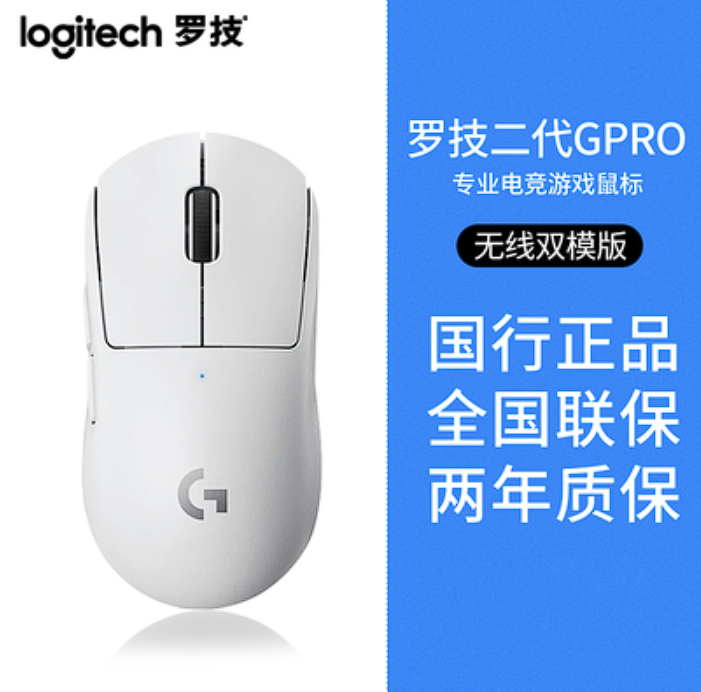 logitech 罗技
罗技二代GPRO
专业电竞游戏鼠标
无线双模版
国行正品
全国联保
两年质保